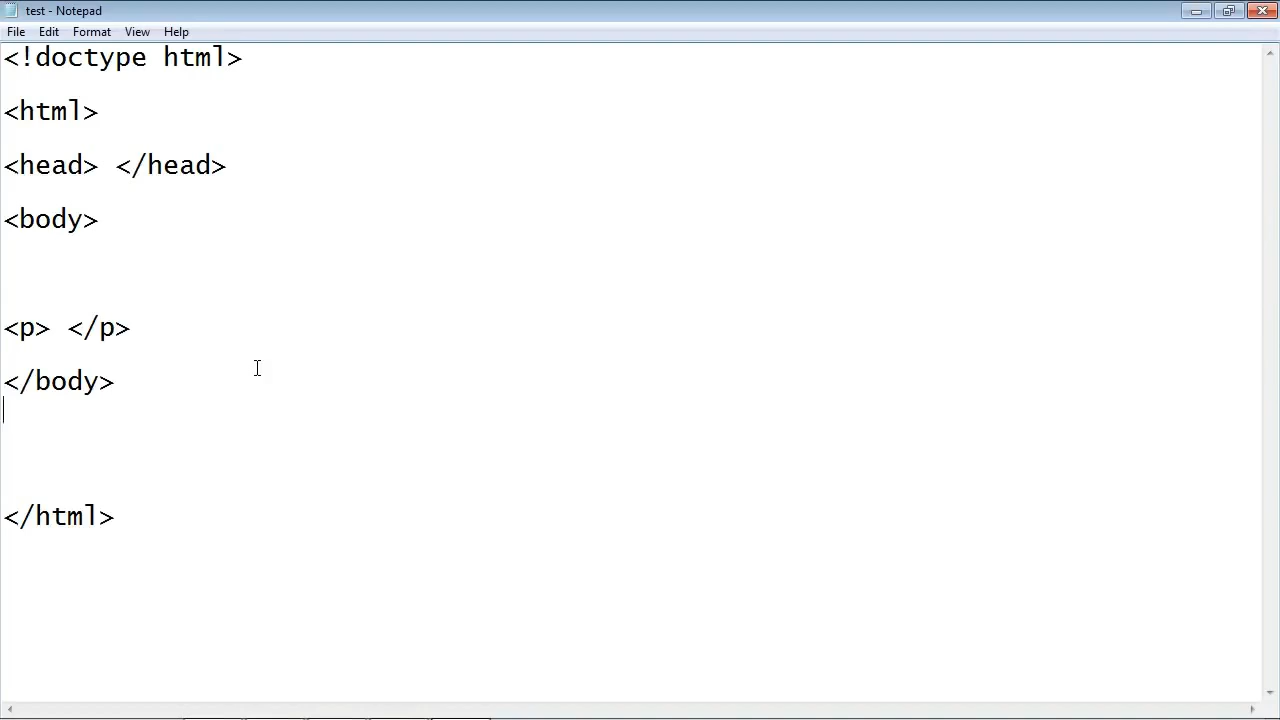 test - Notepad
File Edit Format View Help
<!doctype html>
<html>
<head> </head>
<body>
<p> </p>
</body>
</html>